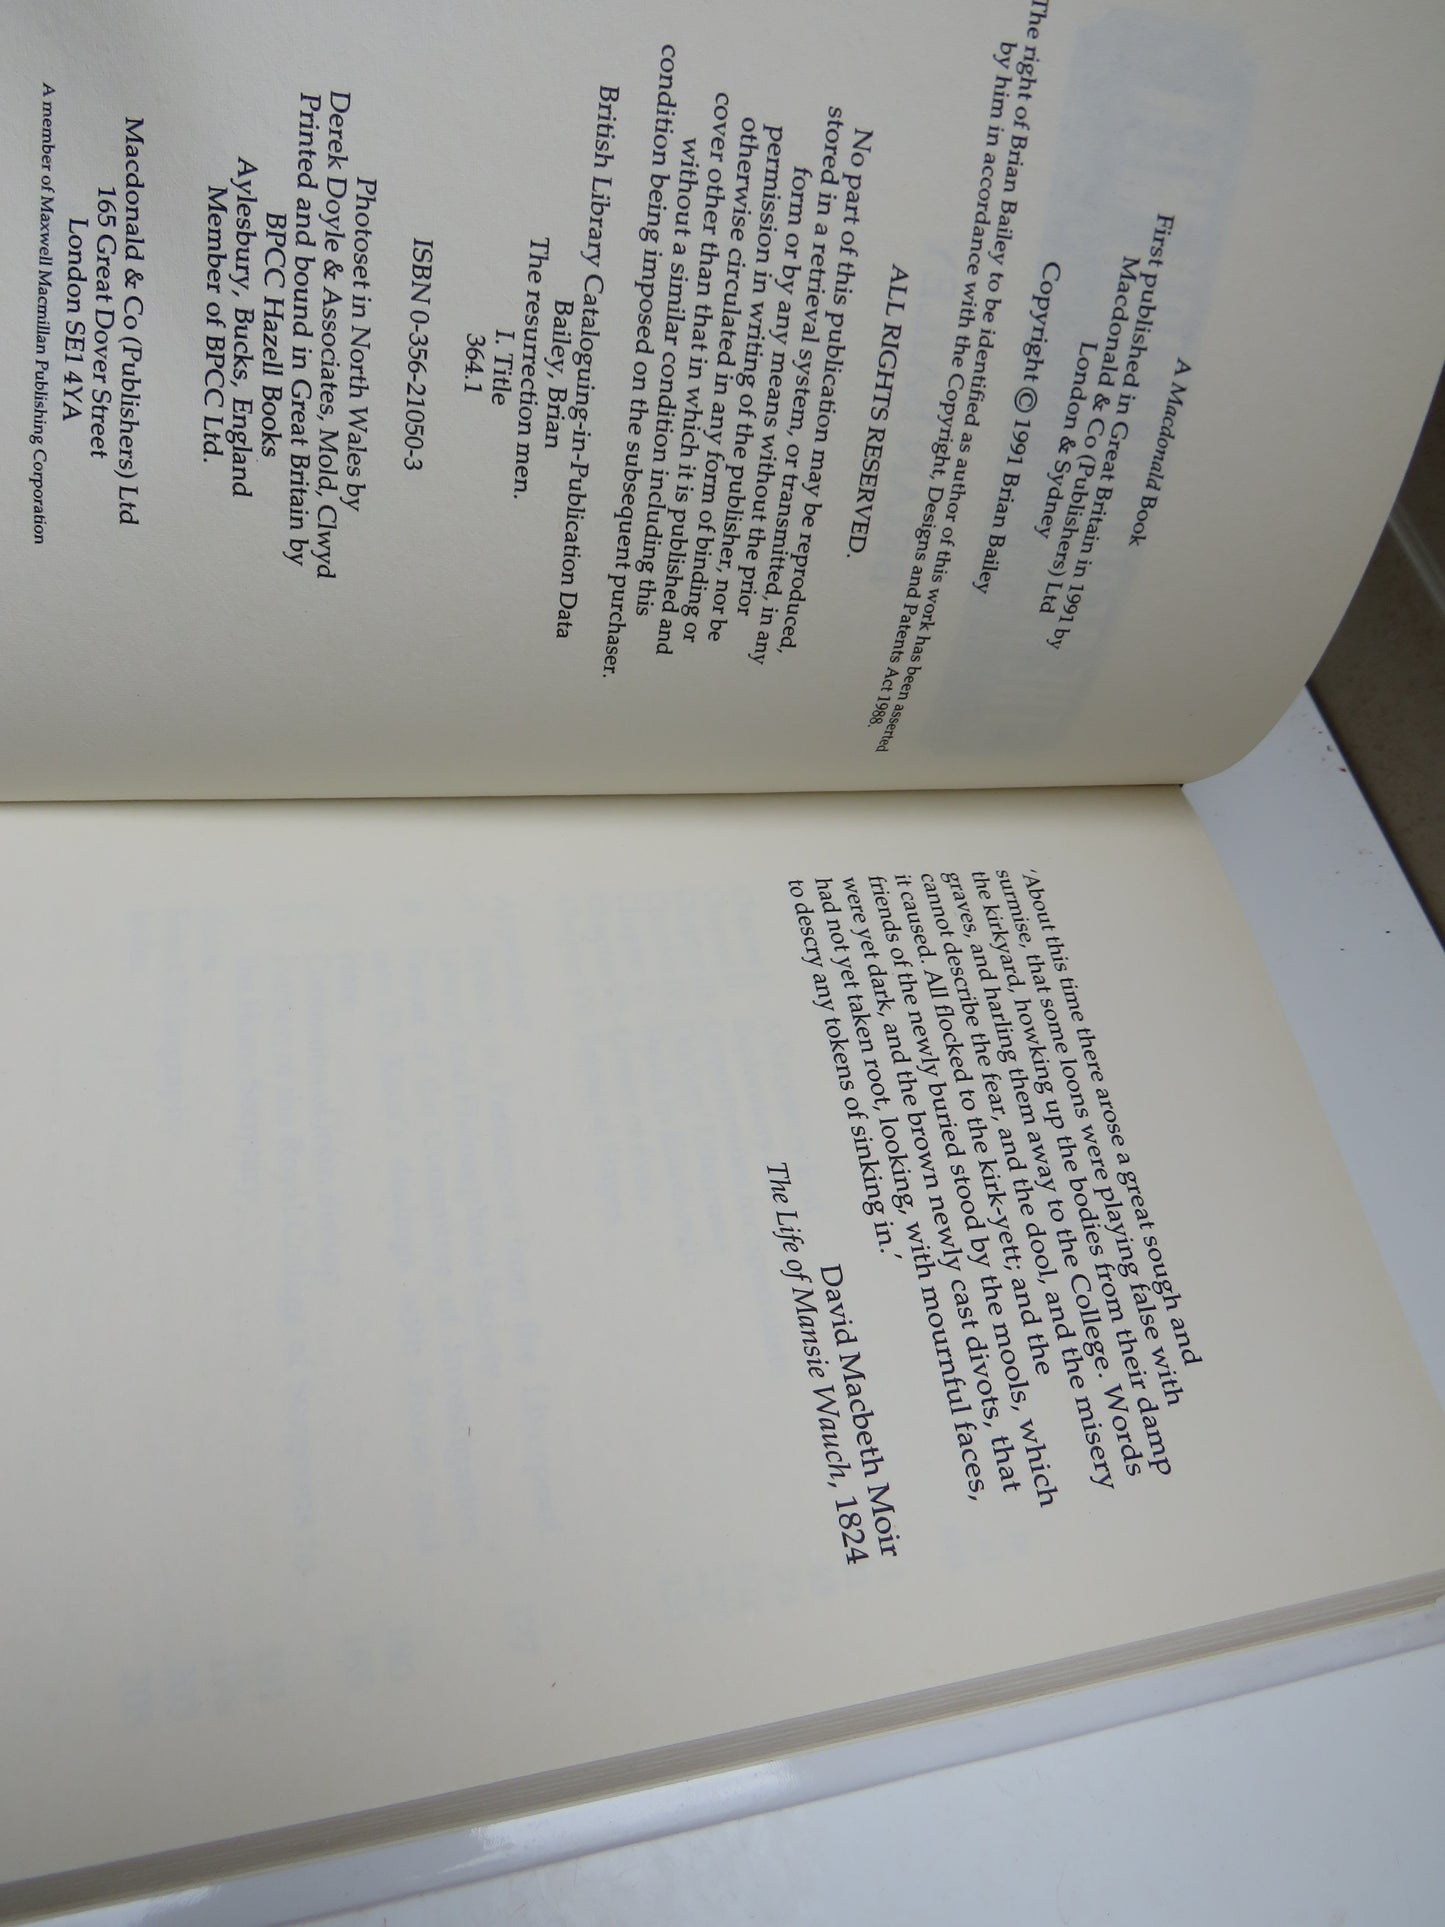 A Macdonald Book
First published in Great Britain in 1991 by
Macdonald & Co (Publishers) Ltd
London & Sydney
Copyright © 1991 Brian Bailey
The right of Brian Bailey to be identified as author of this work has been asserted
by him in accordance with the Copyright, Designs and Patents Act 1988.
ALL RIGHTS RESERVED.
No part of this publication may be reproduced,
stored in a retrieval system, or transmitted, in any
form or by any means without the prior
permission in writing of the publisher, nor be
otherwise circulated in any form of binding or
cover other than that in which it is published and
without a similar condition including this
condition being imposed on the subsequent purchaser.
British Library Cataloguing-in-Publication Data
Bailey, Brian
The resurrection men.
I. Title
364.1
ISBN 0-356-21050-3
Photoset in North Wales by
Derek Doyle & Associates, Mold, Clwyd
Printed and bound in Great Britain by
BPCC Hazell Books
Aylesbury, Bucks, England
Member of BPCC Ltd.
Macdonald & Co (Publishers) Ltd
165 Great Dover Street
London SE1 4YA
A member of Maxwell Macmillan Publishing Corporation
'About this time there arose a great sough and
surmise, that some loons were playing false with
the kirkyard, howking up the bodies from their damp
graves, and harling them away to the College. Words
cannot describe the fear, and the dool, and the misery
it caused. All flocked to the kirk-yett; and the
friends of the newly buried stood by the mools, which
were yet dark, and the brown newly cast divots, that
had not yet taken root, looking, with mournful faces,
to descry any tokens of sinking in.'
David Macbeth Moir
The Life of Mansie Wauch, 1824